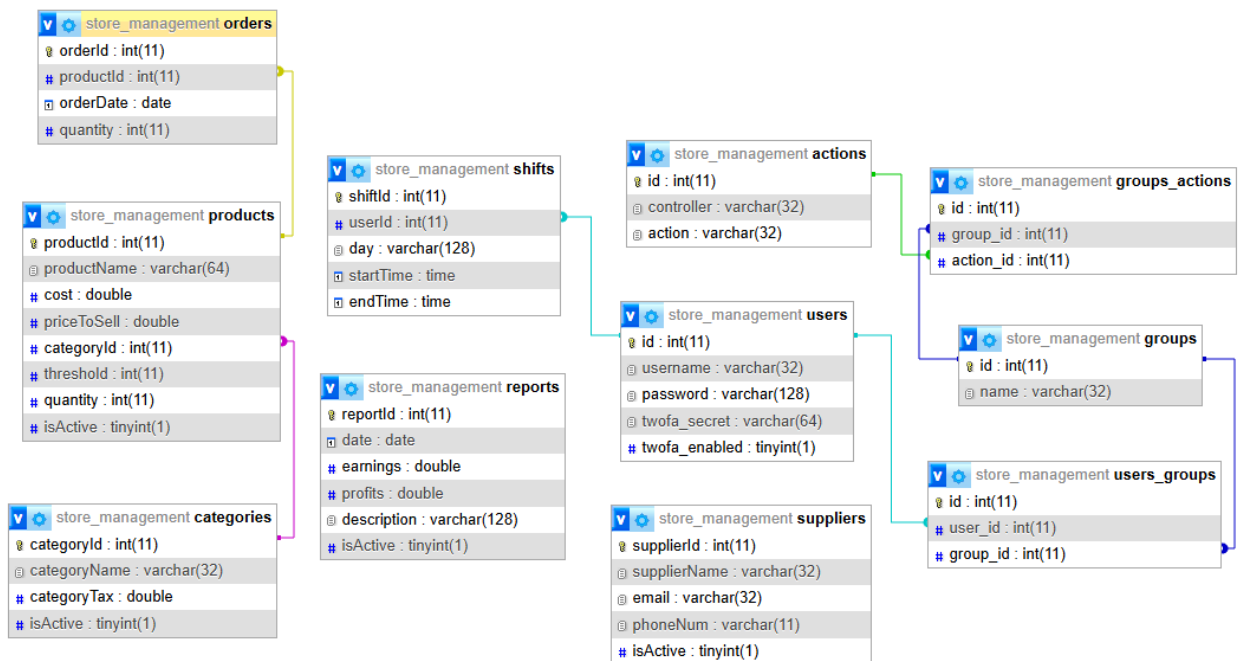 store_management orders
orderId : int(11)
productId : int(11)
orderDate : date
quantity : int(11)
store_management products
productId : int(11)
productName : varchar(64)
cost : double
priceToSell : double
categoryId : int(11)
threshold : int(11)
quantity : int(11)
isActive : tinyint(1)
store_management categories
categoryId : int(11)
categoryName : varchar(32)
categoryTax : double
isActive : tinyint(1)
store_management shifts
shiftId : int(11)
userId : int(11)
day : varchar(128)
startTime : time
endTime : time
store_management reports
reportId : int(11)
date : date
earnings : double
profits : double
description : varchar(128)
isActive : tinyint(1)
store_management actions
id : int(11)
controller : varchar(32)
action : varchar(32)
store_management users
id : int(11)
username : varchar(32)
password : varchar(128)
twofa_secret : varchar(64)
twofa_enabled : tinyint(1)
store_management suppliers
supplierId : int(11)
supplierName : varchar(32)
email : varchar(32)
phoneNum : varchar(11)
isActive : tinyint(1)
store_management groups_actions
id : int(11)
group_id : int(11)
action_id : int(11)
store_management groups
id : int(11)
name : varchar(32)
store_management users_groups
id : int(11)
user_id : int(11)
group_id : int(11)